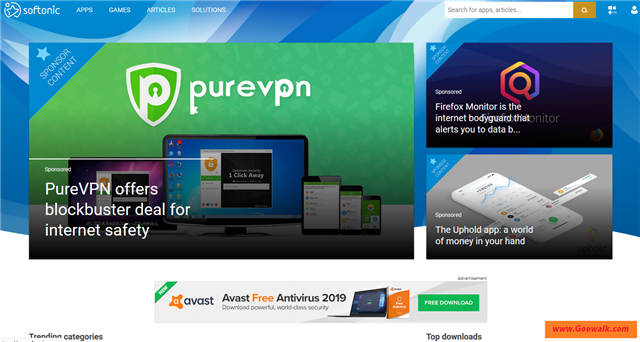 softonic
APPS
GAMES
ARTICLES
SOLUTIONS
Search for apps, articles...
SPONSOR
CONTENT
purevpn
1 Click Away
Sponsored
PureVPN offers
blockbuster deal for
internet safety
SPONSOR
CONTENT
Sponsored
Firefox Monitor is the
internet bodyguard that
alerts you to data b...
SPONSOR
CONTENT
Sponsored
The Uphold app: a world
of money in your hand
Advertisement
NEW
avast
Avast Free Antivirus 2019
Download powerful, world-class security
FREE DOWNLOAD
www.Goowalk.com
Trending categories
Top downloads